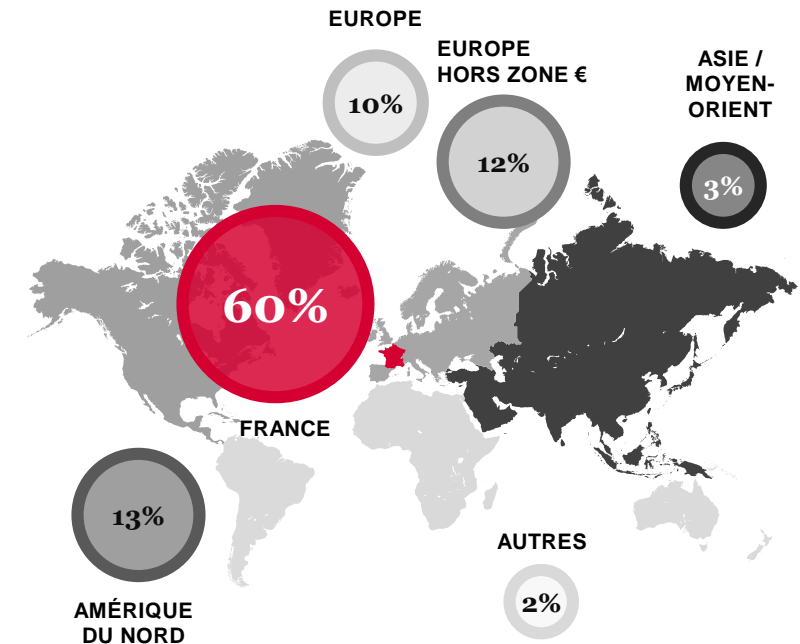 EUROPE
10%
EUROPE
HORS ZONE €
12%
ASIE /
MOYEN-
ORIENT
3%
60%
FRANCE
13%
AMÉRIQUE
DU NORD
AUTRES
2%